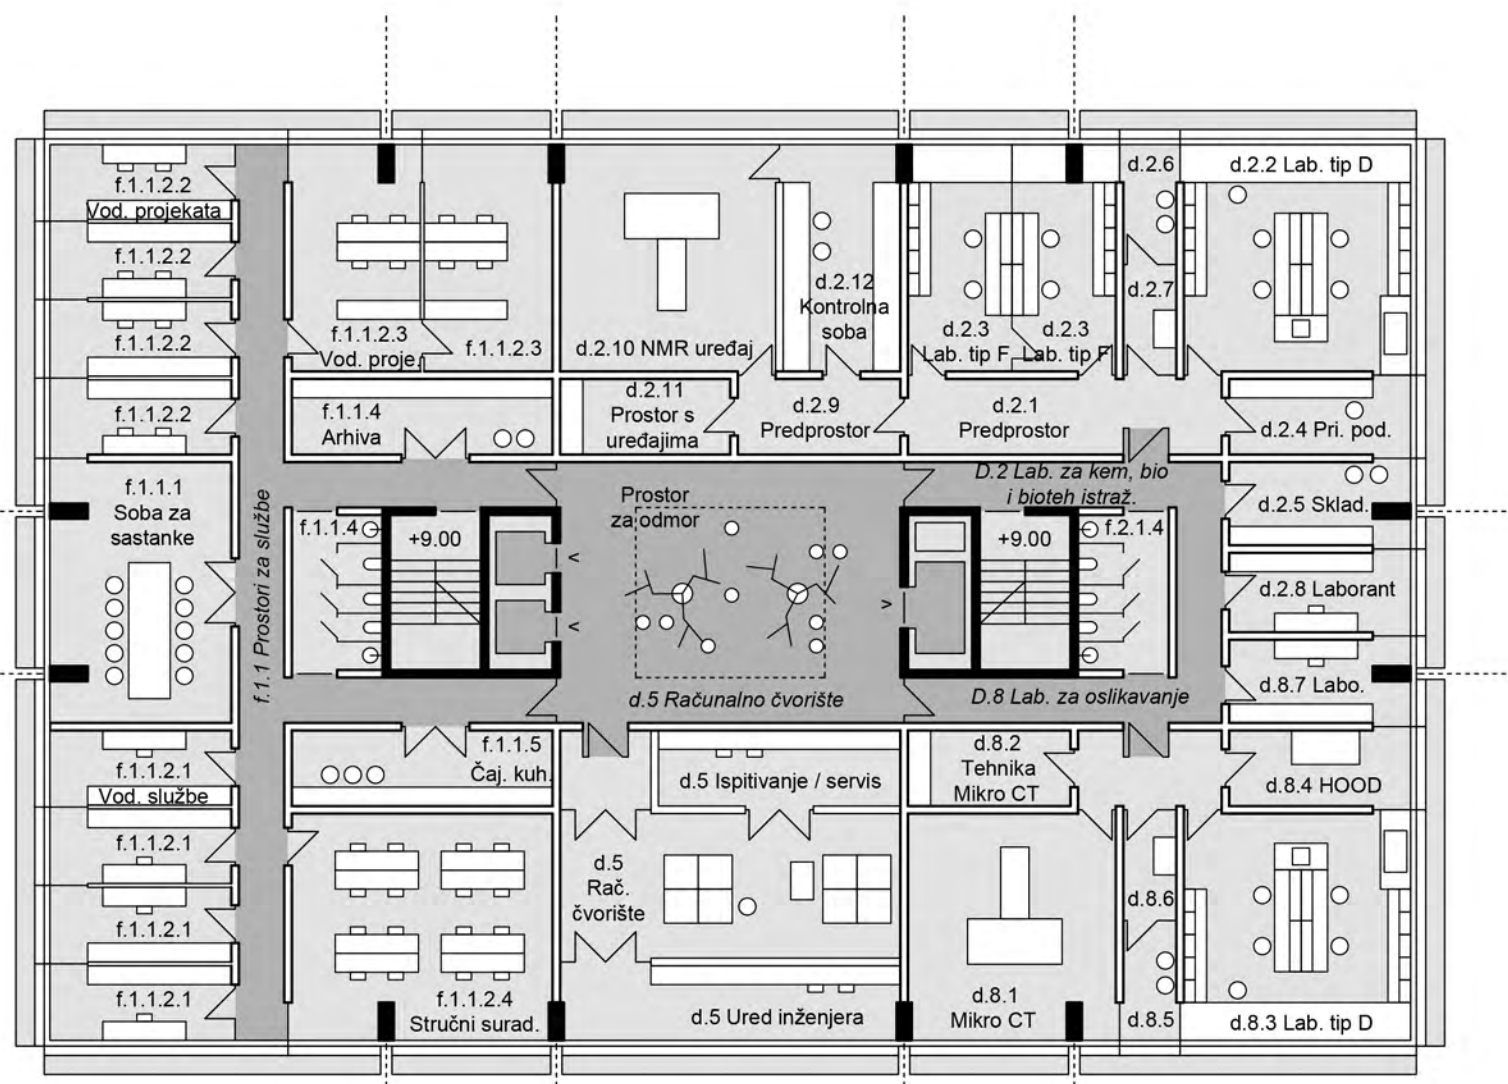 f.1.1.2.2
Vod. projekata
f.1.1.2.2
f.1.1.2.2
f.1.1.2.2
f.1.1.2.3
Vod. proje.
f.1.1.2.3
d.2.10 NMR uređaj
d.2.12
Kontrolna
soba
d.2.3
Lab. tip F
d.2.3
Lab. tip F
d.2.6
d.2.7
d.2.2 Lab. tip D
f.1.1.4
Arhiva
d.2.11
Prostor s
uređajima
d.2.9
Predprostor
d.2.1
Predprostor
d.2.4 Pri. pod.
f.1.1.1
Soba za
sastanke
f.1.1 Prostori za službe
f.1.1.4
+9.00
Prostor
za odmor
<
<
>
D.2 Lab. za kem, bio
i bioteh istraž.
+9.00
f.2.1.4
d.2.5 Sklad.
d.2.8 Laborant
d.8.7 Labo.
d.5 Računalno čvorište
D.8 Lab. za oslikavanje
f.1.1.2.1
Vod. službe
f.1.1.2.1
f.1.1.2.1
f.1.1.2.1
f.1.1.5
Čaj. kuh.
d.5 Ispitivanje / servis
d.8.2
Tehnika
Mikro CT
d.8.4 HOOD
d.5
Rač.
čvorište
d.8.6
f.1.1.2.4
Stručni surad.
d.5 Ured inženjera
d.8.1
Mikro CT
d.8.5
d.8.3 Lab. tip D